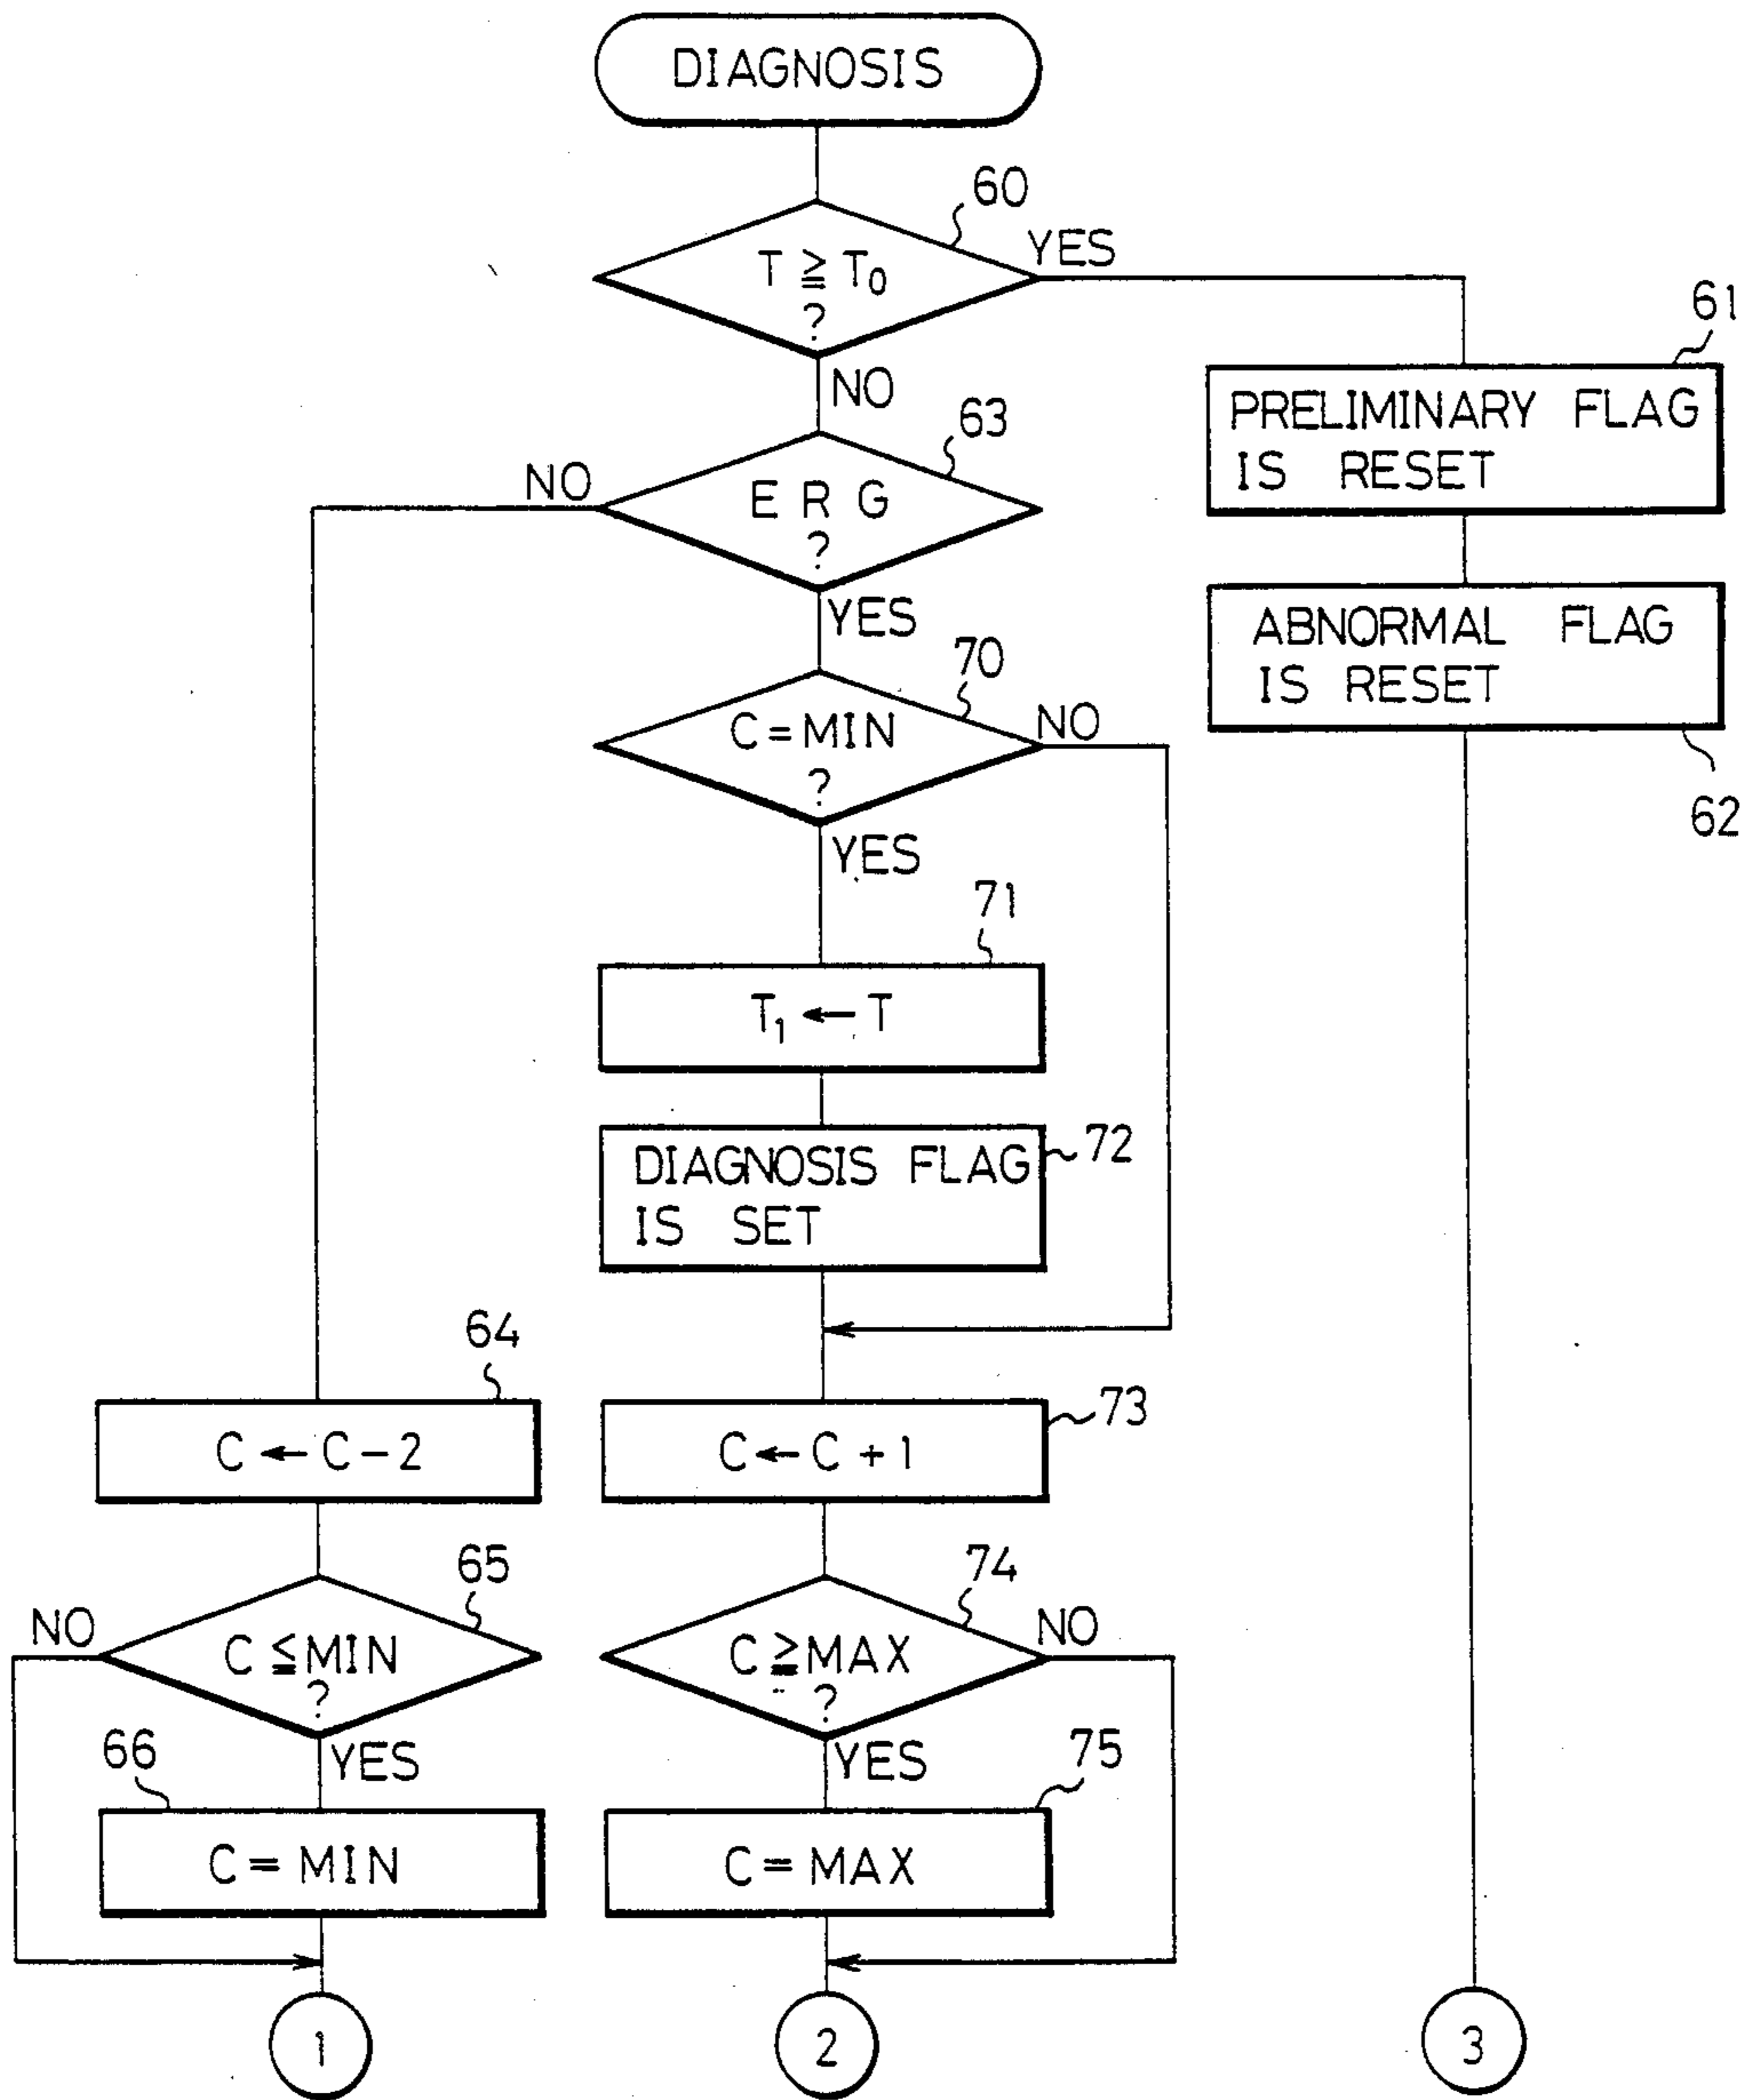 DIAGNOSIS
60
T ≧ T0
?
YES
NO
61
PRELIMINARY FLAG
IS RESET
63
NO
E R G
?
YES
ABNORMAL FLAG
IS RESET
62
70
C=MIN
?
NO
YES
71
T1 ← T
72
DIAGNOSIS FLAG
IS SET
64
C ← C - 2
73
C ← C + 1
65
NO
C ≦ MIN
?
YES
74
C ≧ MAX
?
NO
YES
66
C = MIN
75
C = MAX
1
2
3